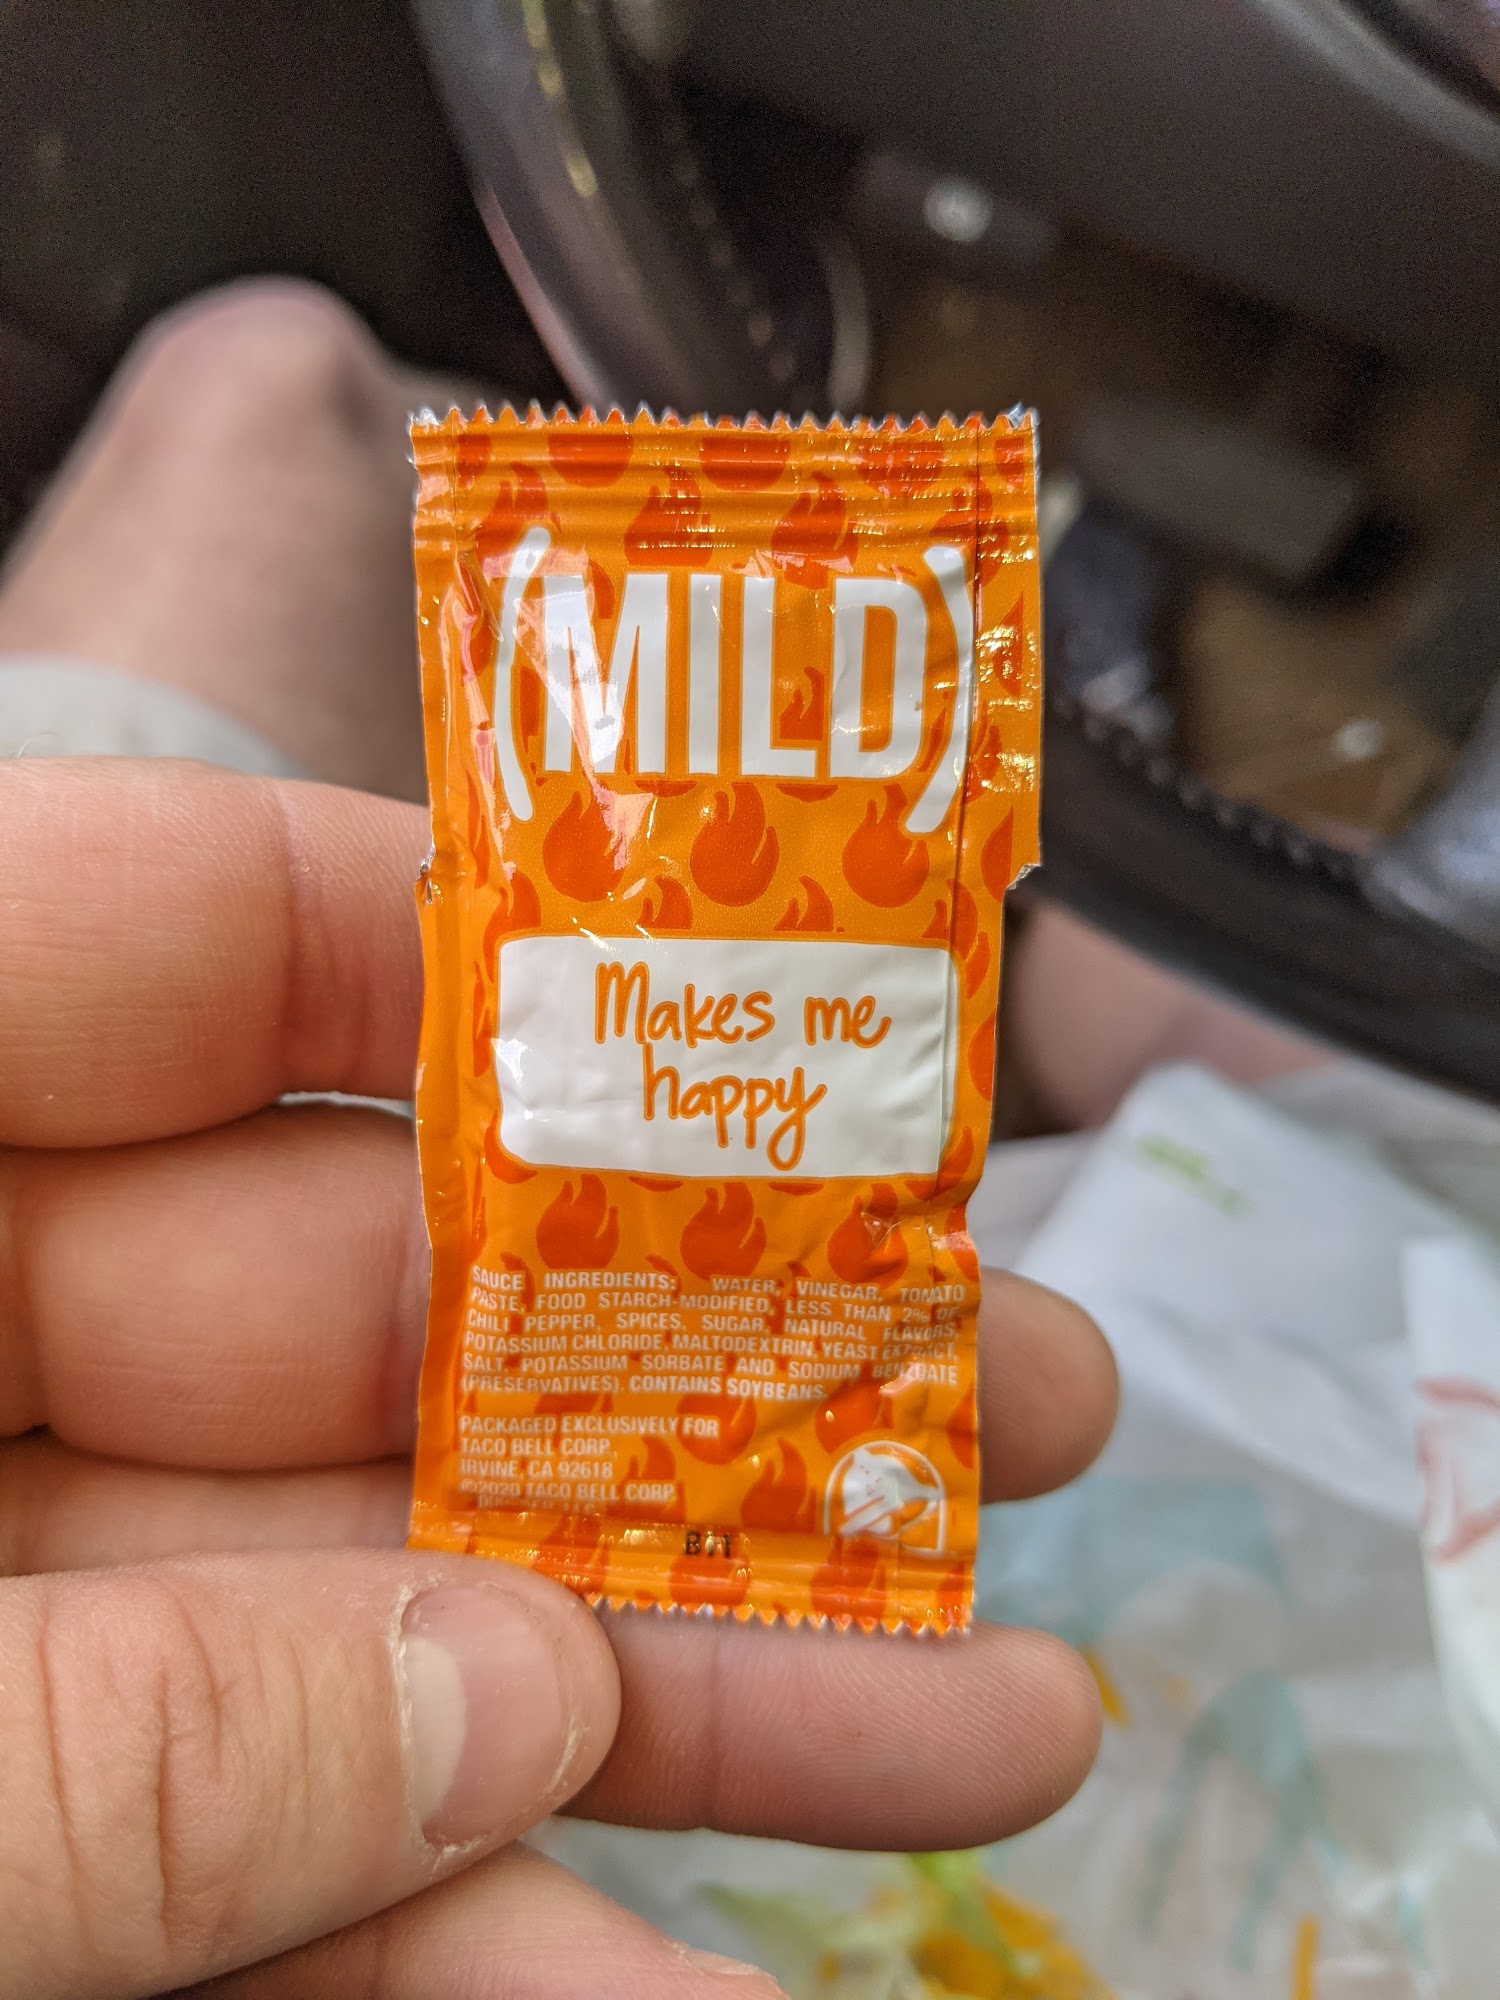 (MILD)
Makes me
happy
SAUCE INGREDIENTS: WATER, VINEGAR, TOMATO
PASTE, FOOD STARCH-MODIFIED, LESS THAN 2% OF
CHILI PEPPER, SPICES, SUGAR, NATURAL FLAVORS,
POTASSIUM CHLORIDE, MALTODEXTRIN, YEAST EXTRACT,
SALT, POTASSIUM SORBATE AND SODIUM BENZOATE
(PRESERVATIVES). CONTAINS SOYBEANS.
PACKAGED EXCLUSIVELY FOR
TACO BELL CORP.,
IRVINE, CA 92618
©2020 TACO BELL CORP.